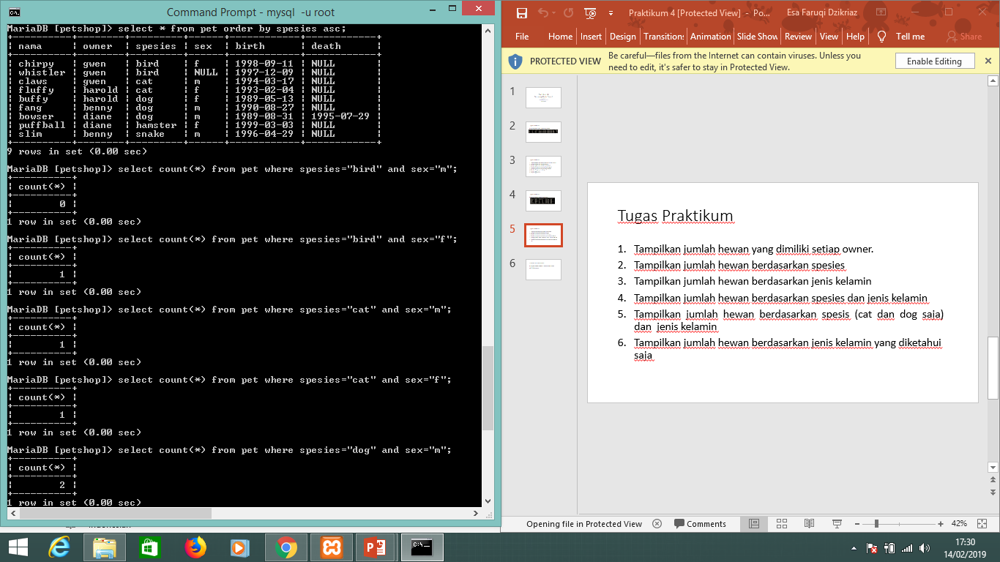 Command Prompt - mysql  -u root
MariaDB [petshop]> select * from pet order by spesies asc;
| nama | owner | spesies | sex | birth | death |
| chirpy | gwen | bird | f | 1998-09-11 | NULL |
| whistler | gwen | bird | NULL | 1997-12-09 | NULL |
| claws | gwen | cat | m | 1994-03-17 | NULL |
| fluffy | harold | cat | f | 1993-02-04 | NULL |
| buffy | harold | dog | f | 1989-05-13 | NULL |
| fang | benny | dog | m | 1990-08-27 | NULL |
| bowser | diane | dog | m | 1989-08-31 | 1995-07-29 |
| puffball | diane | hamster | f | 1999-03-03 | NULL |
| slim | benny | snake | m | 1996-04-29 | NULL |
9 rows in set (0.00 sec)
MariaDB [petshop]> select count(*) from pet where spesies="bird" and sex="m";
| count(*) |
| 0 |
1 row in set (0.00 sec)
MariaDB [petshop]> select count(*) from pet where spesies="bird" and sex="f";
| count(*) |
| 1 |
1 row in set (0.00 sec)
MariaDB [petshop]> select count(*) from pet where spesies="cat" and sex="m";
| count(*) |
| 1 |
1 row in set (0.00 sec)
MariaDB [petshop]> select count(*) from pet where spesies="cat" and sex="f";
| count(*) |
| 1 |
1 row in set (0.00 sec)
MariaDB [petshop]> select count(*) from pet where spesies="dog" and sex="m";
| count(*) |
| 2 |
1 row in set (0.00 sec)
Praktikum 4 [Protected View] - Po... Esa Faruqi Dzikriaz
File Home Insert Design Transitions Animation Slide Show Review View Help Tell me Share
PROTECTED VIEW
Be careful—files from the Internet can contain viruses. Unless you
need to edit, it's safer to stay in Protected View.
Enable Editing
1
2
3
4
5
6
Tugas Praktikum
1. Tampilkan jumlah hewan yang dimiliki setiap owner.
2. Tampilkan jumlah hewan berdasarkan spesies
3. Tampilkan jumlah hewan berdasarkan jenis kelamin
4. Tampilkan jumlah hewan berdasarkan spesies dan jenis kelamin
5. Tampilkan jumlah hewan berdasarkan spesis (cat dan dog saja)
dan jenis kelamin
6. Tampilkan jumlah hewan berdasarkan jenis kelamin yang diketahui
saja
Opening file in Protected View Comments 42%
17:30
14/02/2019